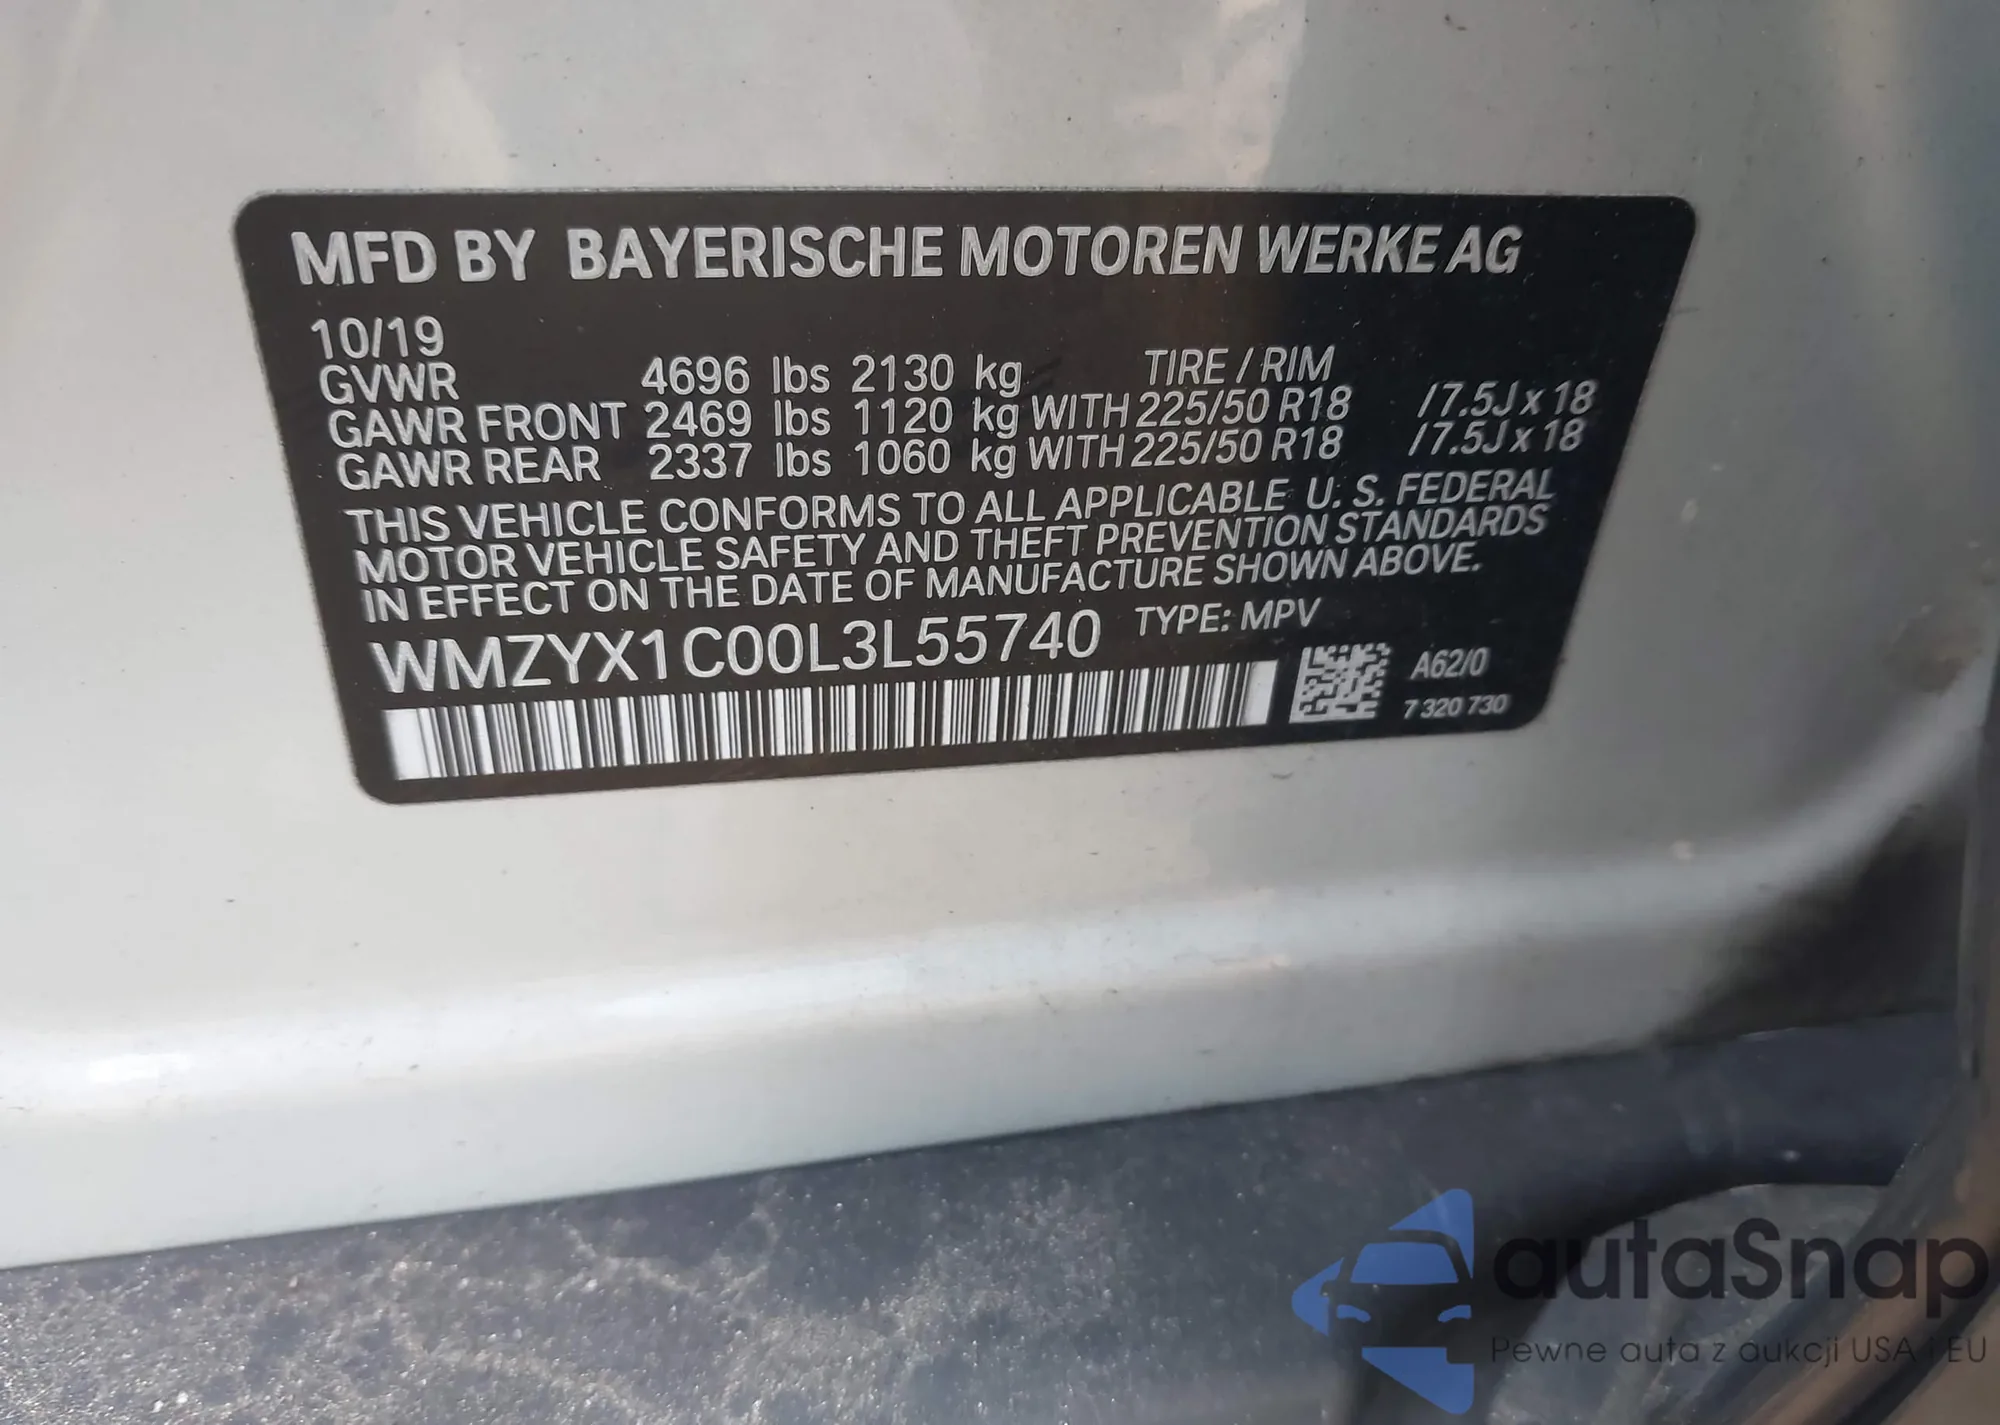 MFD BY BAYERISCHE MOTOREN WERKE AG
10/19
GVWR 4696 lbs 2130 kg TIRE / RIM
GAWR FRONT 2469 lbs 1120 kg WITH 225/50 R18 /7.5J x 18
GAWR REAR 2337 lbs 1060 kg WITH 225/50 R18 /7.5J x 18
THIS VEHICLE CONFORMS TO ALL APPLICABLE U. S. FEDERAL
MOTOR VEHICLE SAFETY AND THEFT PREVENTION STANDARDS
IN EFFECT ON THE DATE OF MANUFACTURE SHOWN ABOVE.
WMZYX1C00L3L55740 TYPE: MPV
A62/0
7 320 730
autaSnap
Pewne auta z aukcji USA i EU